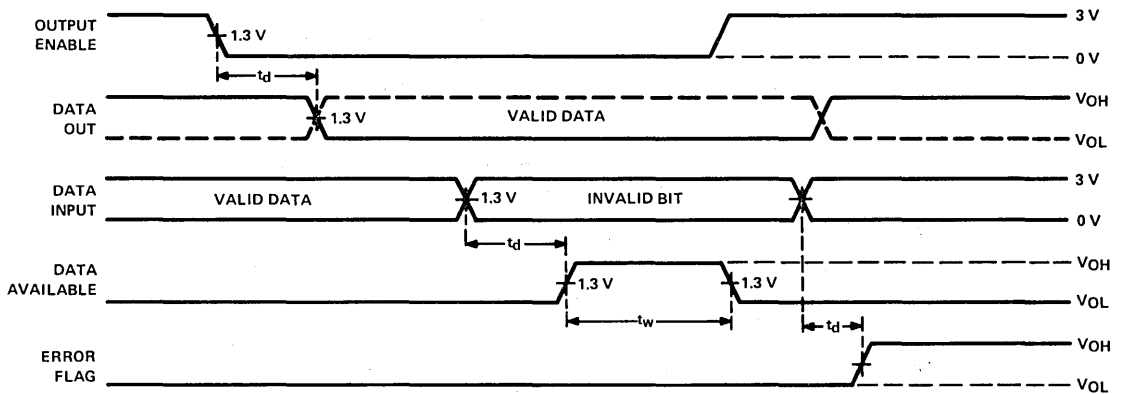 OUTPUT
ENABLE
1.3 V
3 V
0 V
td
DATA
OUT
1.3 V
VALID DATA
VOH
VOL
DATA
INPUT
VALID DATA
1.3 V
INVALID BIT
3 V
0 V
td
DATA
AVAILABLE
1.3 V
1.3 V
VOH
VOL
tw
td
ERROR
FLAG
VOH
VOL